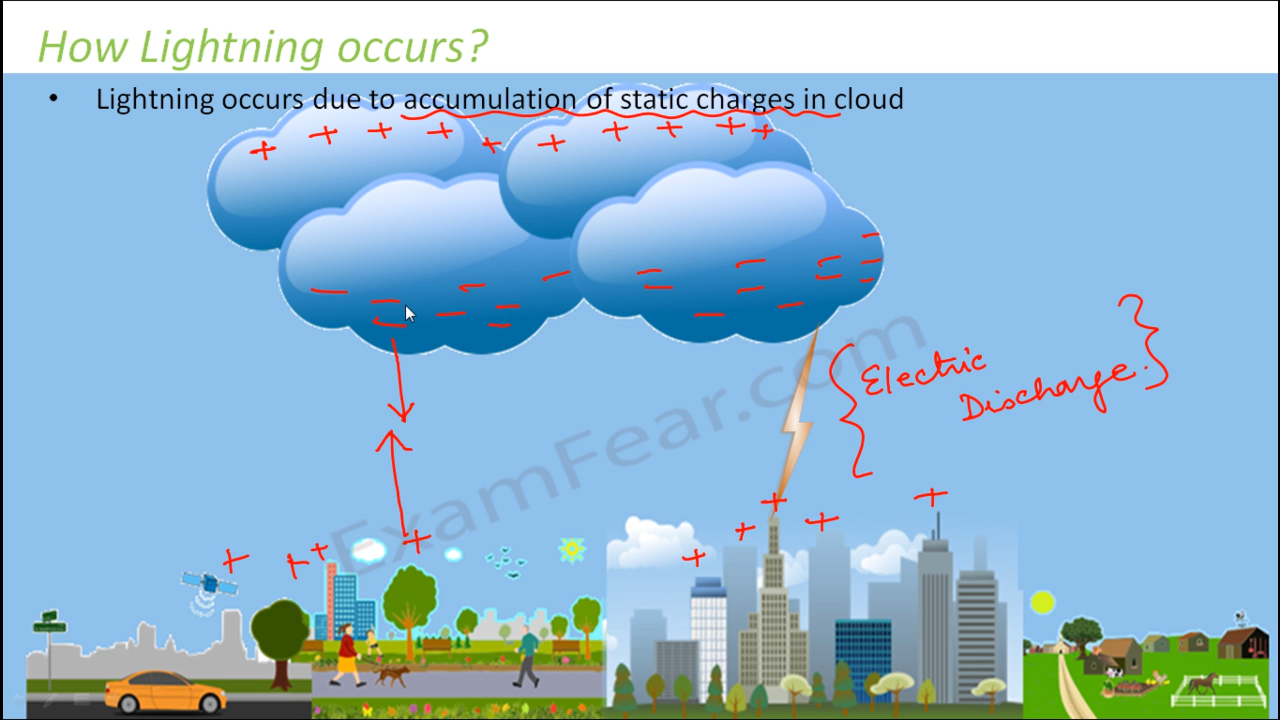 How Lightning occurs?
• Lightning occurs due to accumulation of static charges in cloud
Electric
Discharge.
ExamFear.com